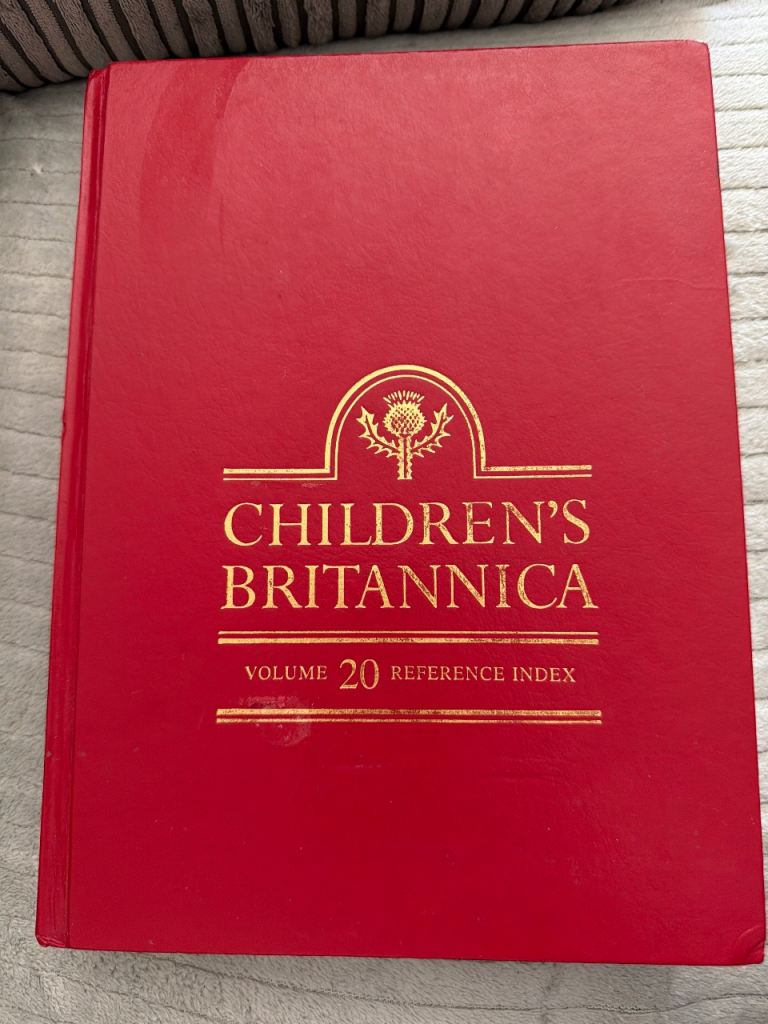 CHILDREN'S
BRITANNICA
VOLUME 20 REFERENCE INDEX